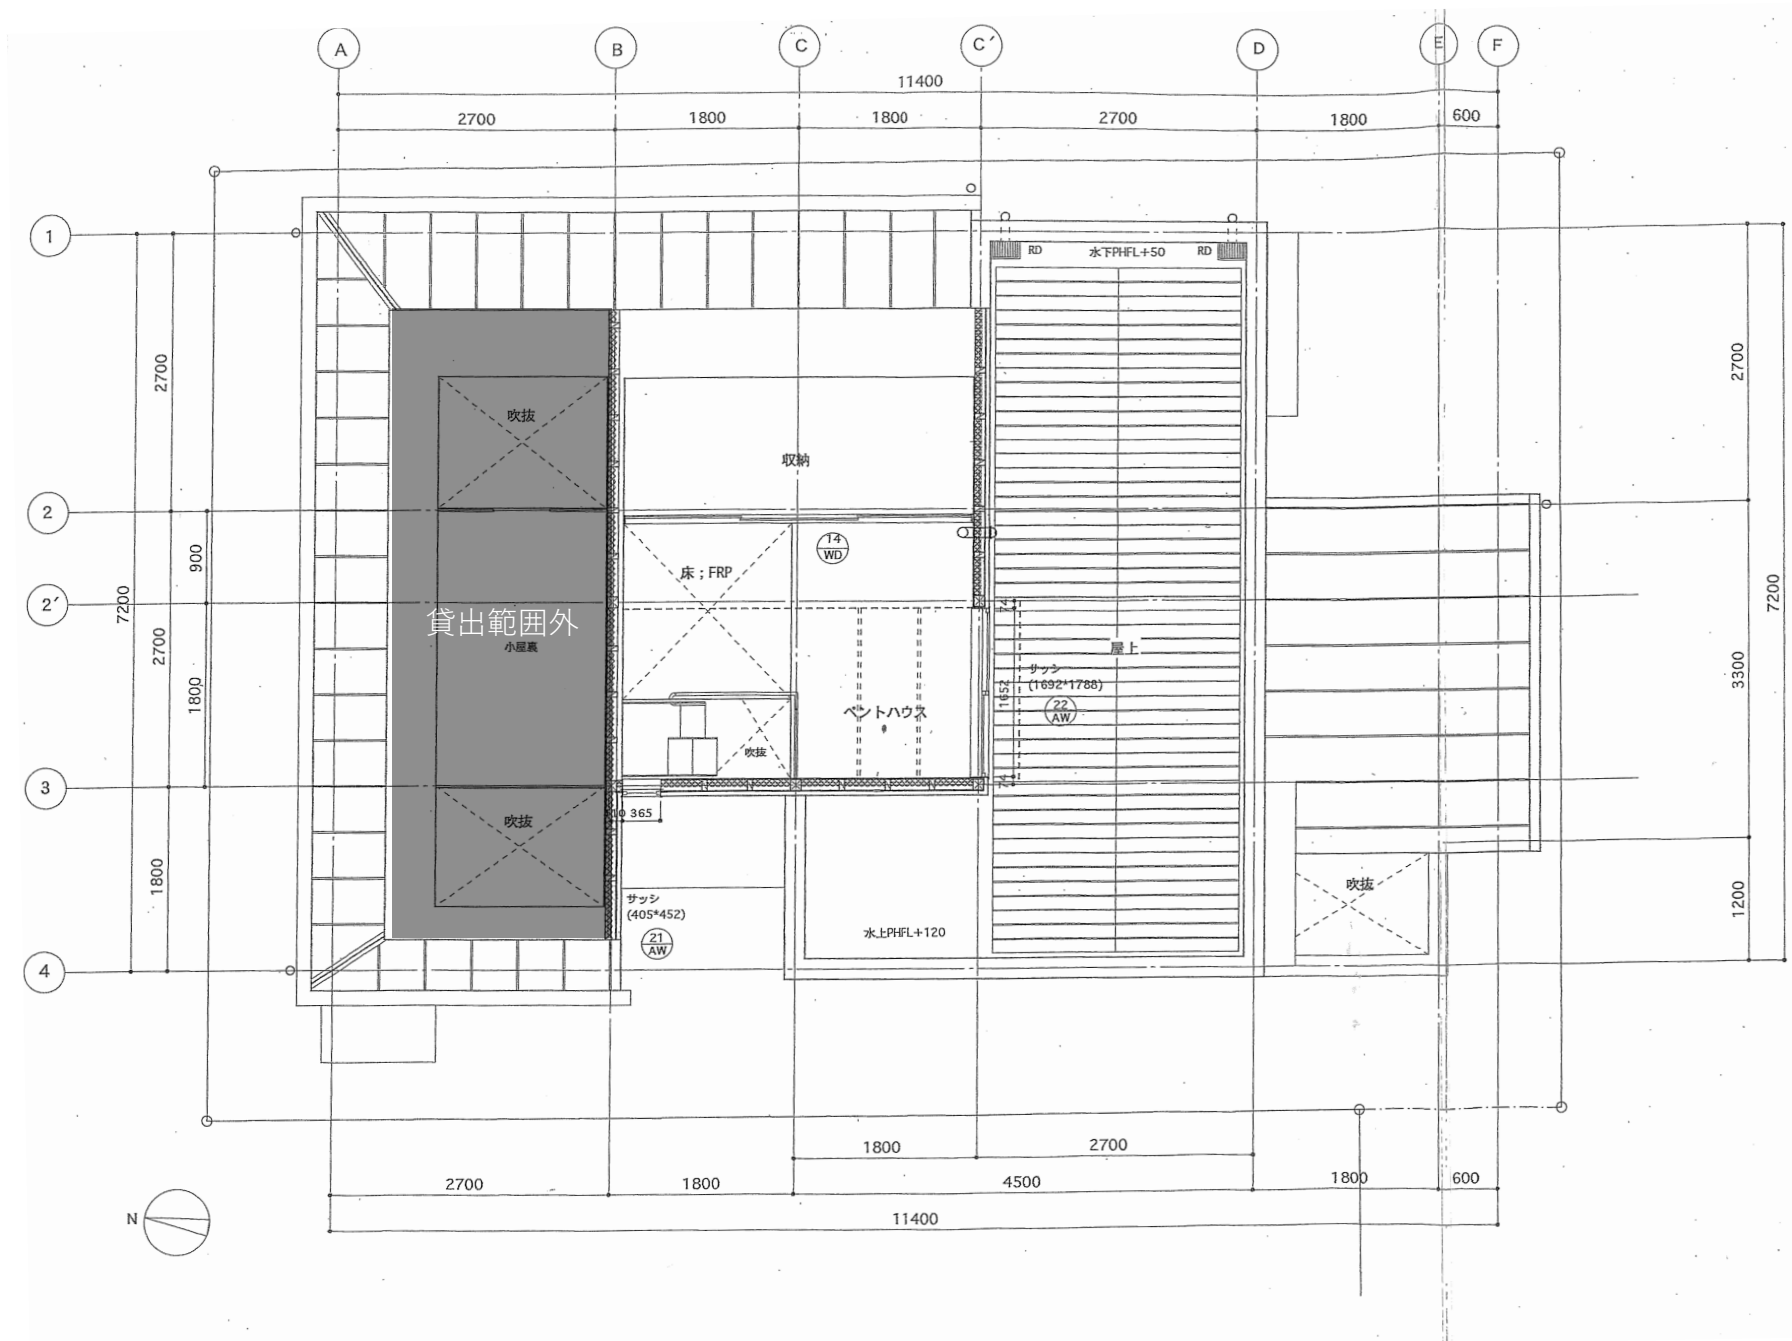 A B C C´ D E F
11400
2700 1800 1800 2700 1800 600
1
RD 水下PHFL+50 RD
2700 2700
吹抜
収納
2
14
WD
900
床；FRP
2´
7200 7200
74
貸出範囲外
小屋裏
屋上
2700 3300
サッシ
(1692*1788)
1800 1652
22
AW
ペントハウス
吹抜
3
74
10 365
吹抜
1800 1200
吹抜
サッシ
(405*452)
水上PHFL+120
21
AW
4
1800 2700
2700 1800 4500 1800 600
N
11400